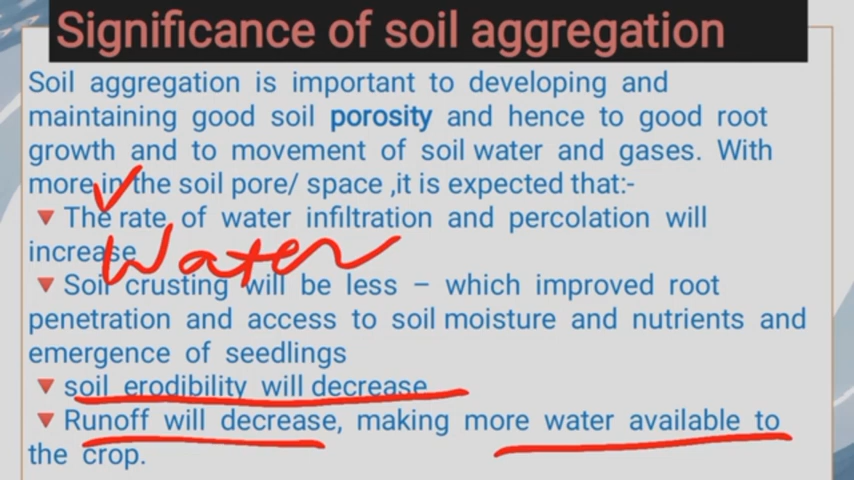 Significance of soil aggregation
Soil aggregation is important to developing and
maintaining good soil porosity and hence to good root
growth and to movement of soil water and gases. With
more in the soil pore/ space ,it is expected that:-
The rate of water infiltration and percolation will
increase
Water
Soil crusting will be less – which improved root
penetration and access to soil moisture and nutrients and
emergence of seedlings
soil erodibility will decrease
Runoff will decrease, making more water available to
the crop.